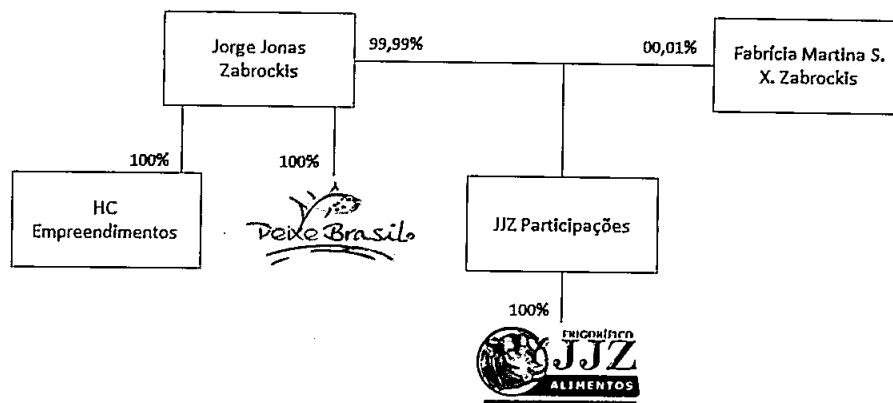 Jorge Jonas
Zabrockis
99,99%
00,01%
Fabrícia Martina S.
X. Zabrockis
100%
100%
HC
Empreendimentos
Peixe Brasil
JJZ Participações
100%
FRIGORÍFICO
JJZ
ALIMENTOS